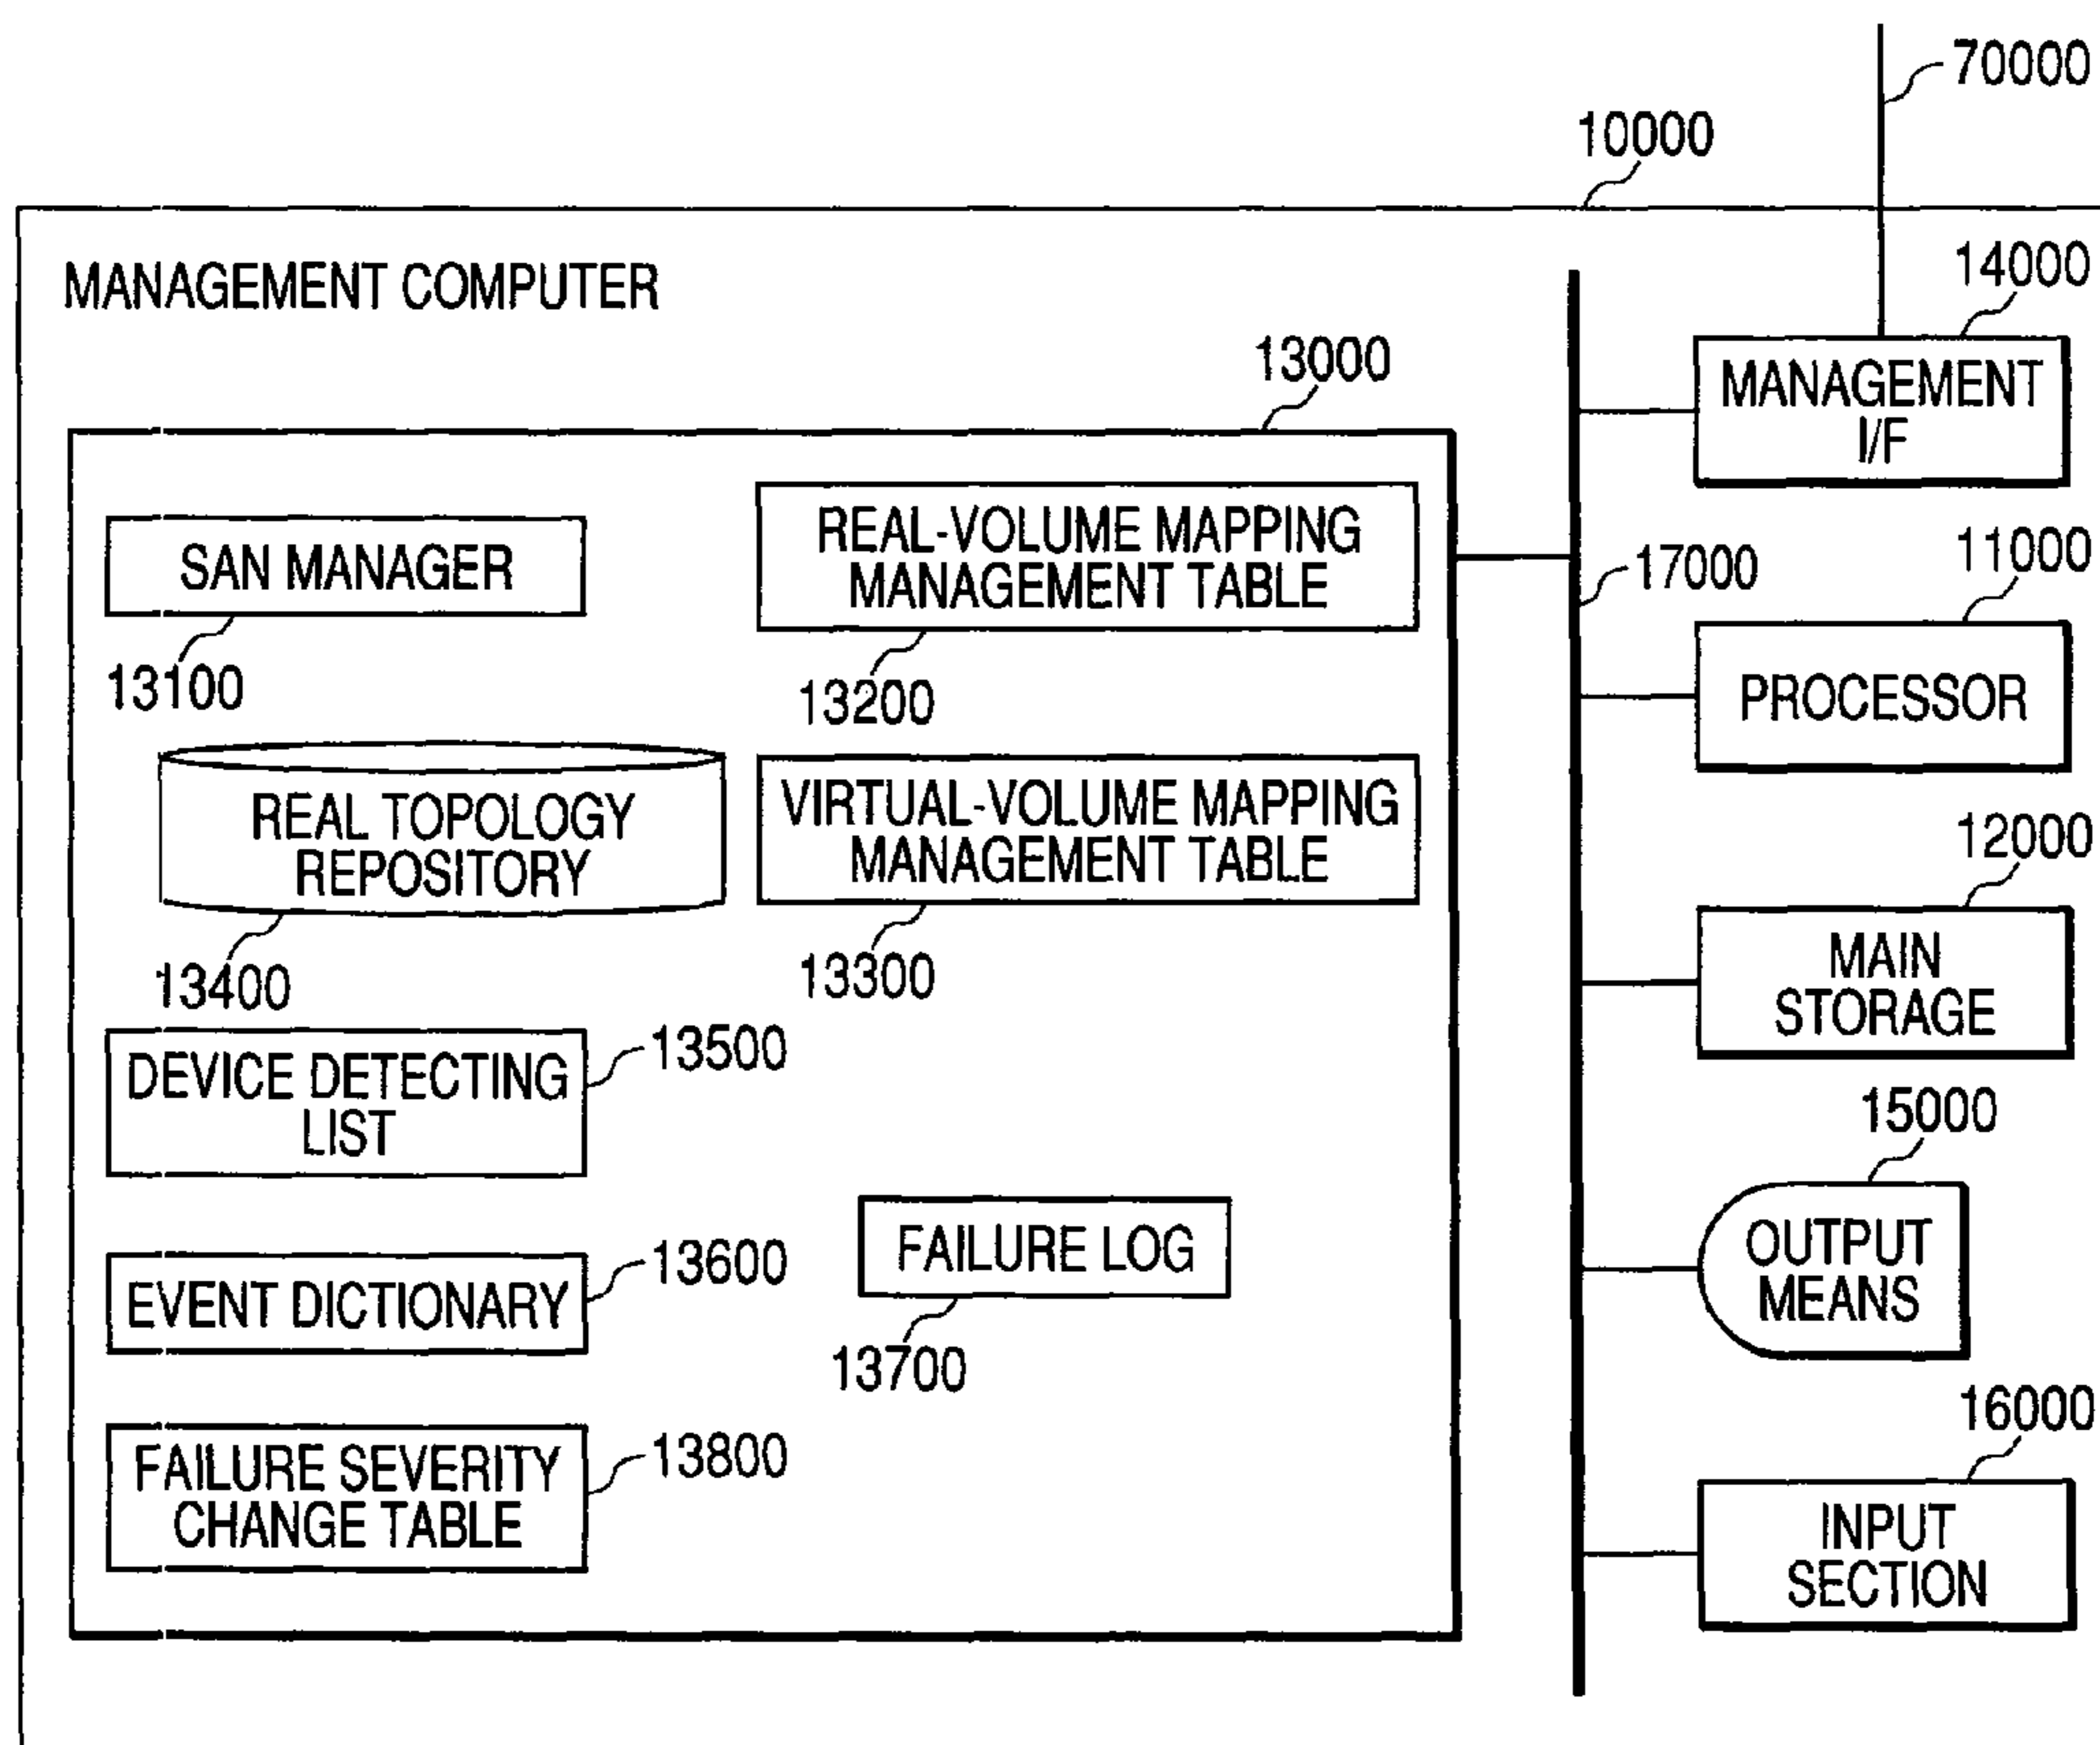 70000
10000
MANAGEMENT COMPUTER
14000
MANAGEMENT
I/F
13000
SAN MANAGER
13100
REAL-VOLUME MAPPING
MANAGEMENT TABLE
13200
17000
11000
PROCESSOR
REAL TOPOLOGY
REPOSITORY
13400
VIRTUAL-VOLUME MAPPING
MANAGEMENT TABLE
13300
12000
MAIN
STORAGE
DEVICE DETECTING
LIST
13500
15000
OUTPUT
MEANS
EVENT DICTIONARY
13600
FAILURE LOG
13700
16000
INPUT
SECTION
FAILURE SEVERITY
CHANGE TABLE
13800